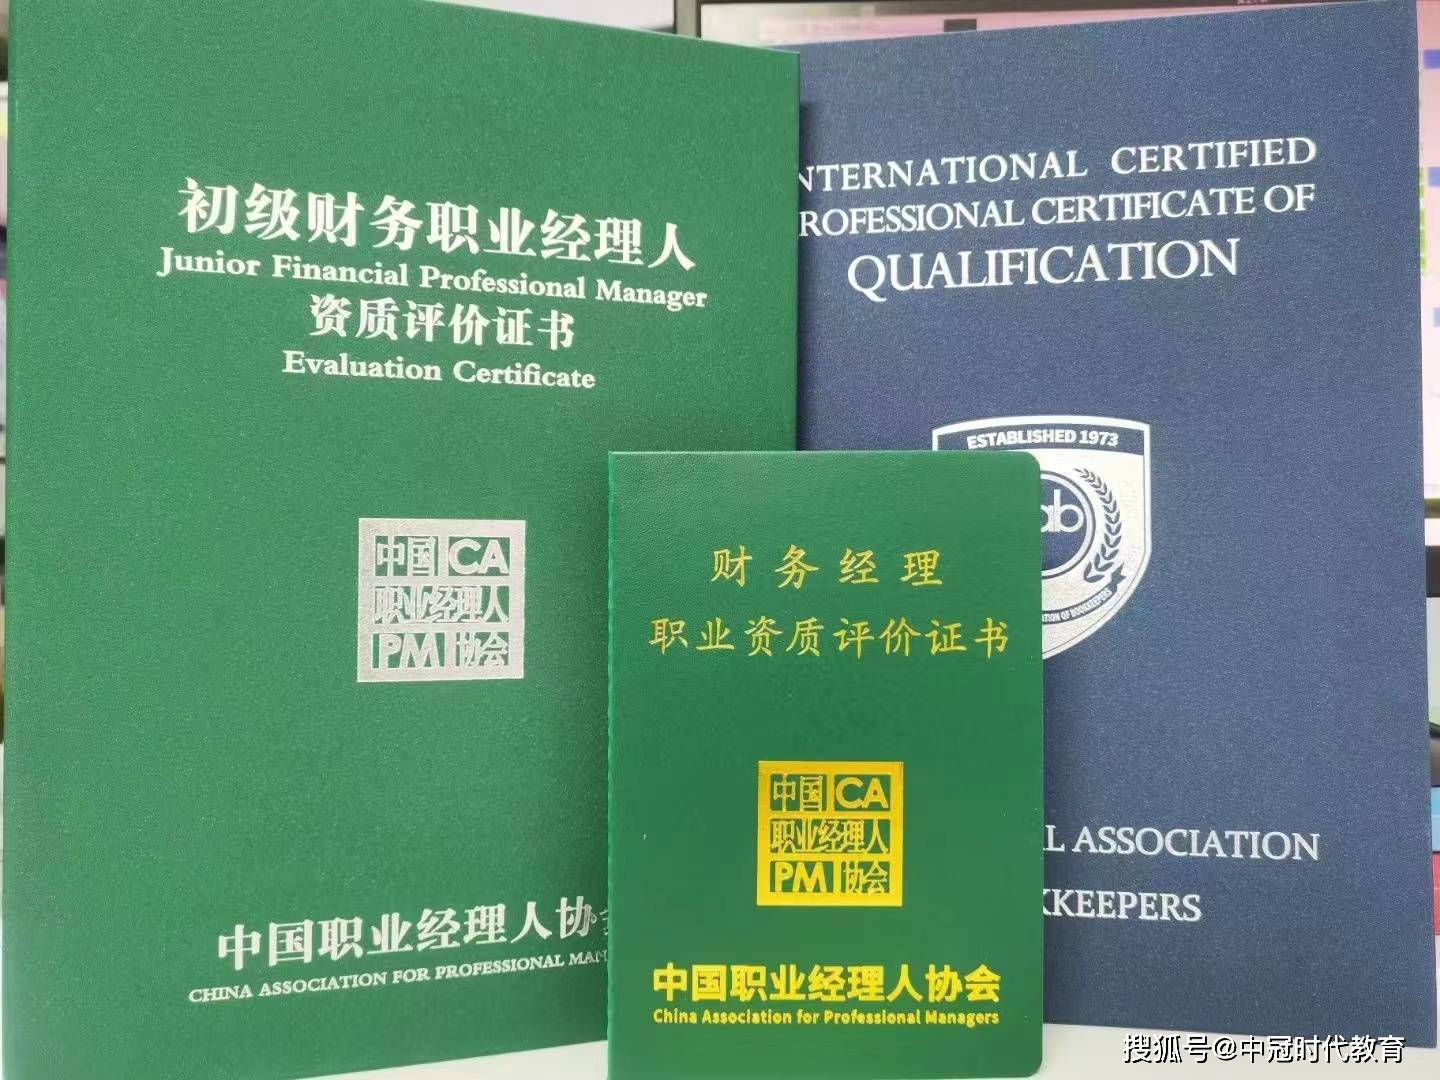 初级财务职业经理人
Junior Financial Professional Manager
资质评价证书
Evaluation Certificate
中国 CA
职业经理人
PM 协会
中国职业经理人协
CHINA ASSOCIATION FOR PROFESSIONAL MAN
财务经理
职业资质评价证书
中国 CA
职业经理人
PM 协会
中国职业经理人协会
China Association for Professional Managers
NTERNATIONAL CERTIFIED
ROFESSIONAL CERTIFICATE OF
QUALIFICATION
ESTABLISHED 1973
ab
TION OF BOOKKEEPERS
L ASSOCIATION
KKEEPERS
搜狐号@中冠时代教育